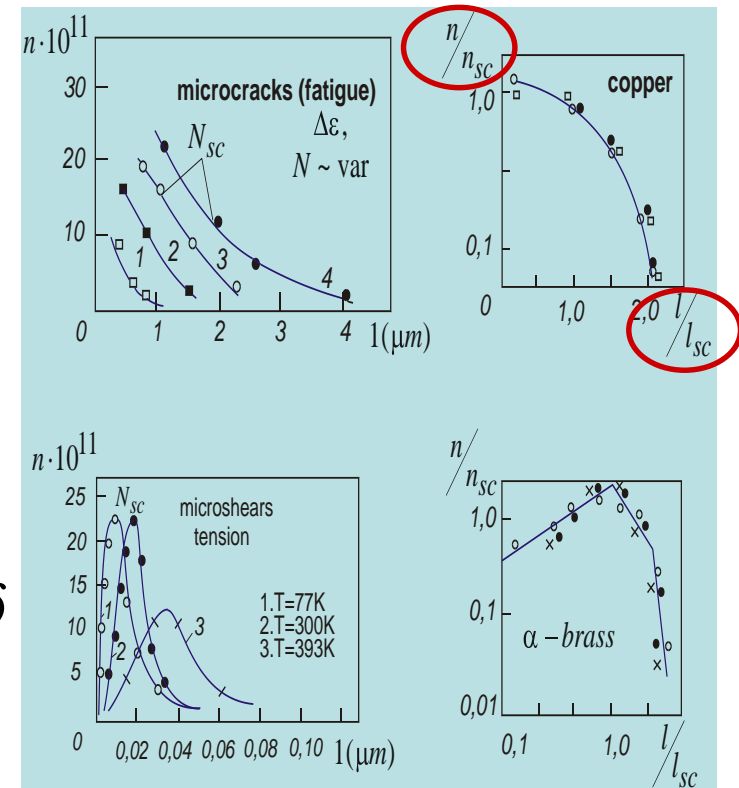 n·10^11
30
20
10
0 1 2 3 4 1(μm)
microcracks (fatigue)
Δε,
N ~ var
N_sc
1 2 3 4
n/n_sc
copper
1,0
0,1
0 1,0 2,0 l/l_sc
n·10^11
25
20
15
10
5
0 0,02 0,04 0,06 0,08 0,10 1(μm)
N_sc
microshears
tension
1.T=77K
2.T=300K
3.T=393K
1 2 3
n/n_sc
1,0
0,1
0,01
α – brass
0,1 1,0 l/l_sc